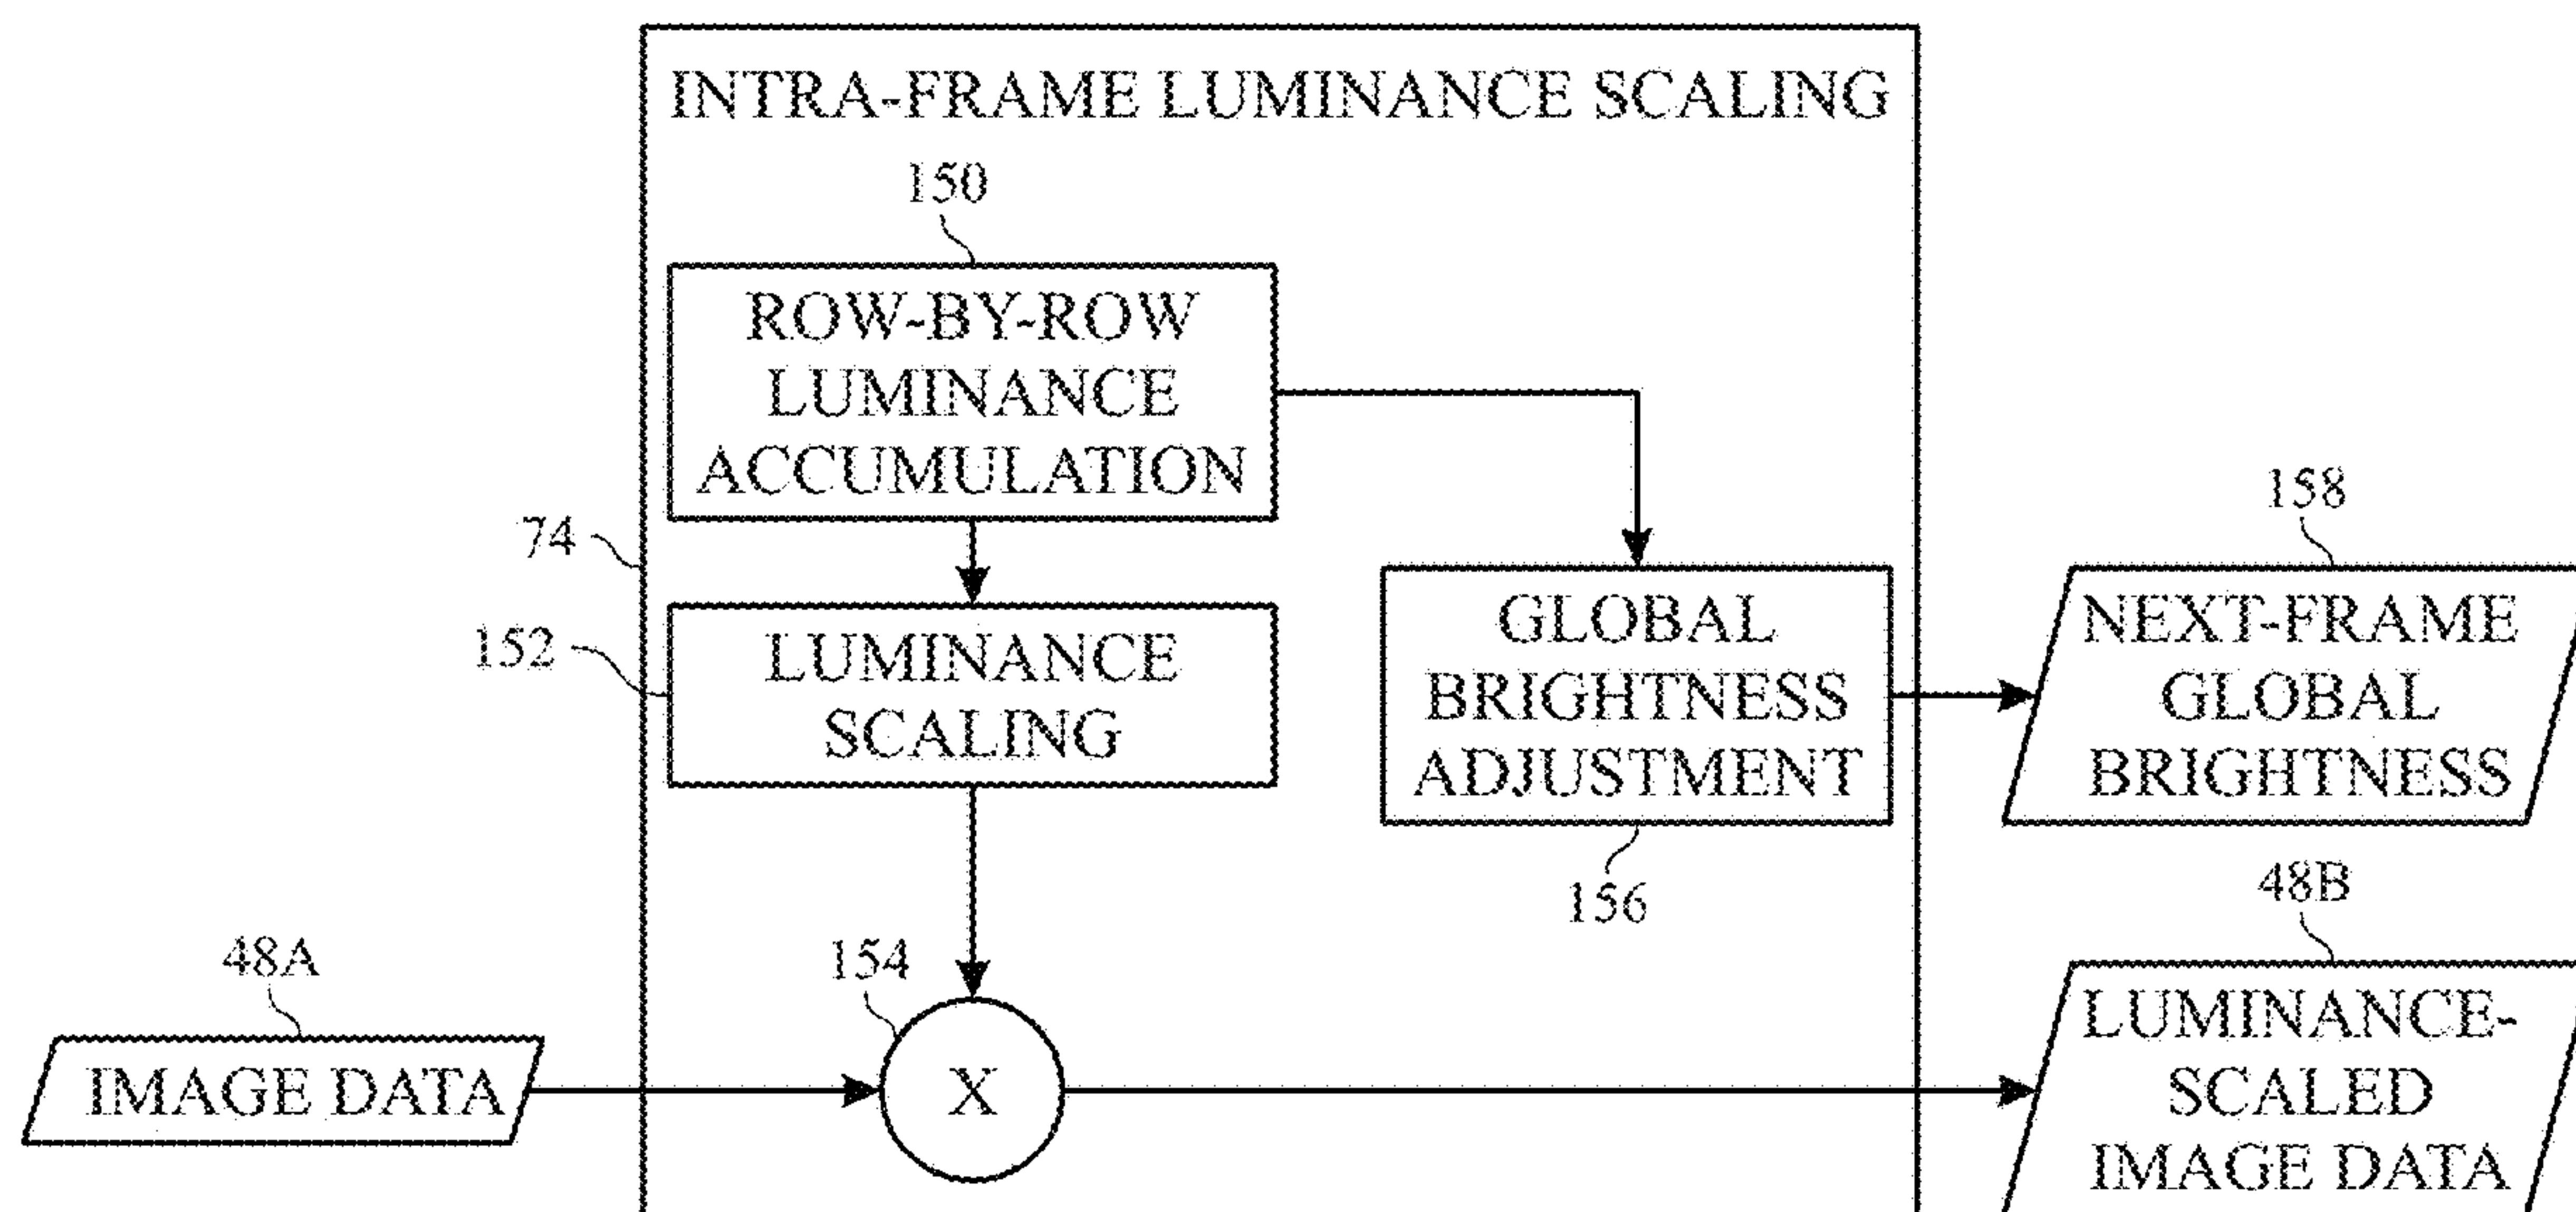 INTRA-FRAME LUMINANCE SCALING
150
ROW-BY-ROW
LUMINANCE
ACCUMULATION
74
152
LUMINANCE
SCALING
GLOBAL
BRIGHTNESS
ADJUSTMENT
156
158
NEXT-FRAME
GLOBAL
BRIGHTNESS
48A
IMAGE DATA
154
X
48B
LUMINANCE-
SCALED
IMAGE DATA